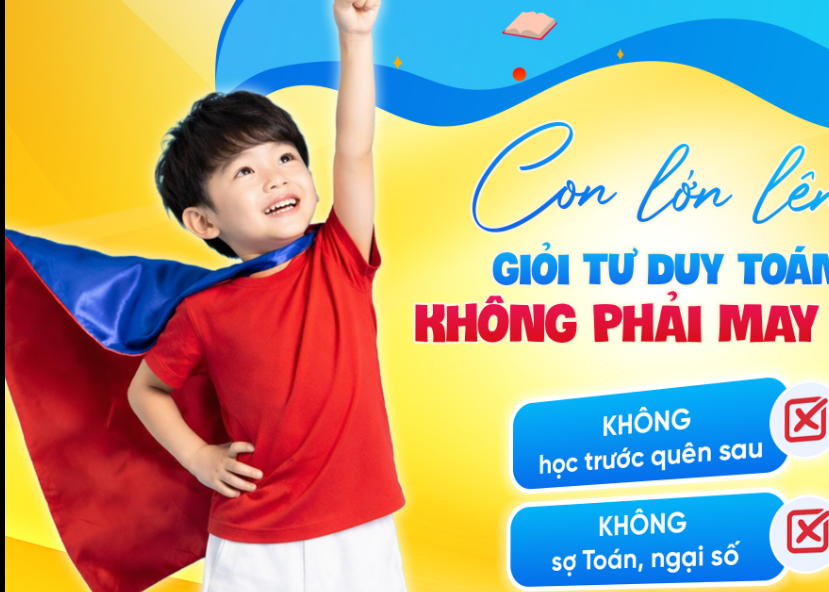 Con lớn lên
GIỎI TƯ DUY TOÁN
KHÔNG PHẢI MAY
KHÔNG
học trước quên sau
KHÔNG
sợ Toán, ngại số